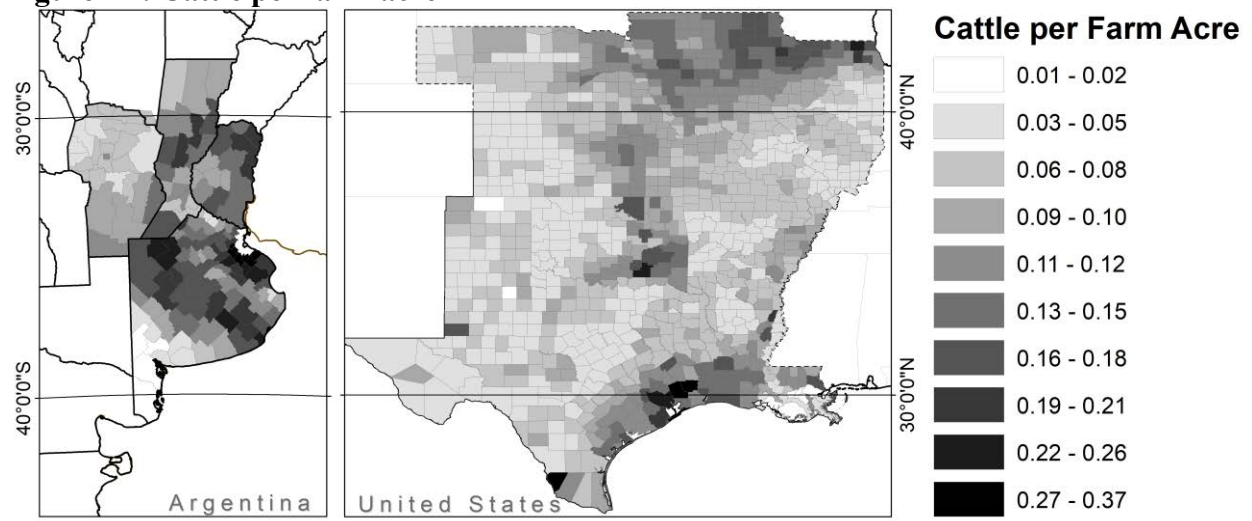 Cattle per
Cattle per Farm Acre
0.01 - 0.02
0.03 - 0.05
0.06 - 0.08
0.09 - 0.10
0.11 - 0.12
0.13 - 0.15
0.16 - 0.18
0.19 - 0.21
0.22 - 0.26
0.27 - 0.37
30°0'0"S
40°0'0"S
40°0'0"N
30°0'0"N
Argentina
United States